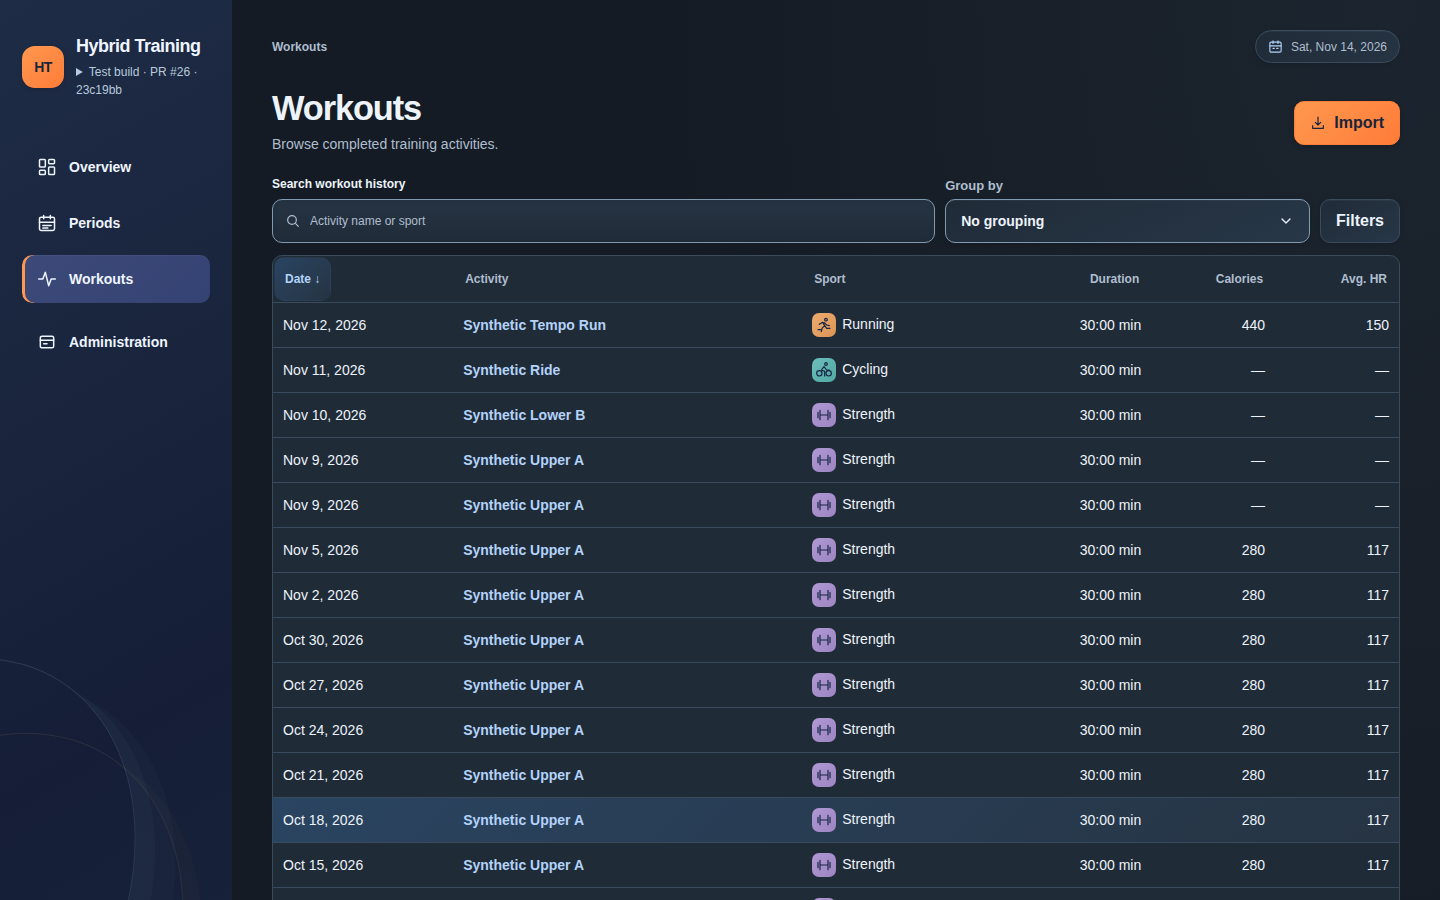 HT
Hybrid Training
Test build · PR #26 ·
23c19bb
Overview
Periods
Workouts
Administration
Workouts
Sat, Nov 14, 2026
Workouts
Browse completed training activities.
Import
Search workout history
Group by
Activity name or sport
No grouping
Filters
Date ↓ Activity Sport Duration Calories Avg. HR
Nov 12, 2026 Synthetic Tempo Run Running 30:00 min 440 150
Nov 11, 2026 Synthetic Ride Cycling 30:00 min — —
Nov 10, 2026 Synthetic Lower B Strength 30:00 min — —
Nov 9, 2026 Synthetic Upper A Strength 30:00 min — —
Nov 9, 2026 Synthetic Upper A Strength 30:00 min — —
Nov 5, 2026 Synthetic Upper A Strength 30:00 min 280 117
Nov 2, 2026 Synthetic Upper A Strength 30:00 min 280 117
Oct 30, 2026 Synthetic Upper A Strength 30:00 min 280 117
Oct 27, 2026 Synthetic Upper A Strength 30:00 min 280 117
Oct 24, 2026 Synthetic Upper A Strength 30:00 min 280 117
Oct 21, 2026 Synthetic Upper A Strength 30:00 min 280 117
Oct 18, 2026 Synthetic Upper A Strength 30:00 min 280 117
Oct 15, 2026 Synthetic Upper A Strength 30:00 min 280 117